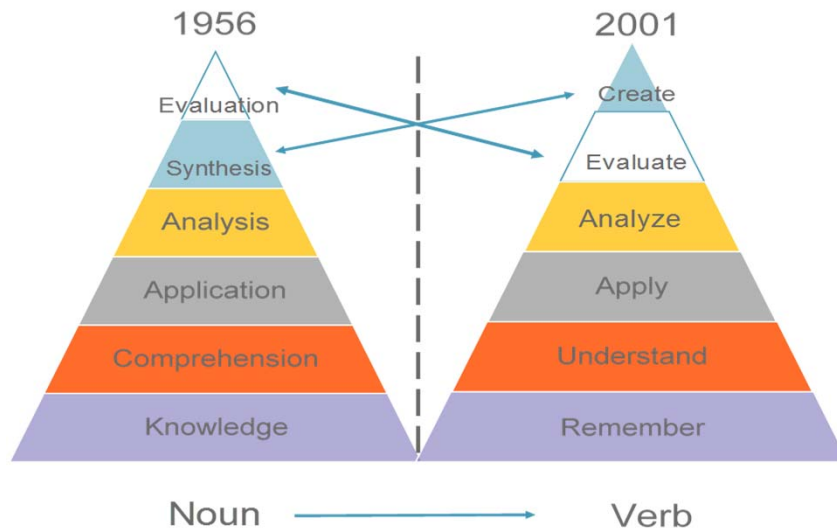 1956
Evaluation
Synthesis
Analysis
Application
Comprehension
Knowledge
Noun
2001
Create
Evaluate
Analyze
Apply
Understand
Remember
Verb